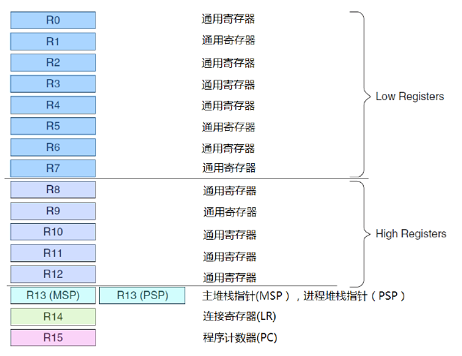 R0 通用寄存器
R1 通用寄存器
R2 通用寄存器
R3 通用寄存器
R4 通用寄存器
Low Registers
R5 通用寄存器
R6 通用寄存器
R7 通用寄存器
R8 通用寄存器
R9 通用寄存器
R10 通用寄存器
High Registers
R11 通用寄存器
R12 通用寄存器
R13 (MSP) R13 (PSP) 主堆栈指针(MSP)，进程堆栈指针（PSP）
R14 连接寄存器(LR)
R15 程序计数器(PC)